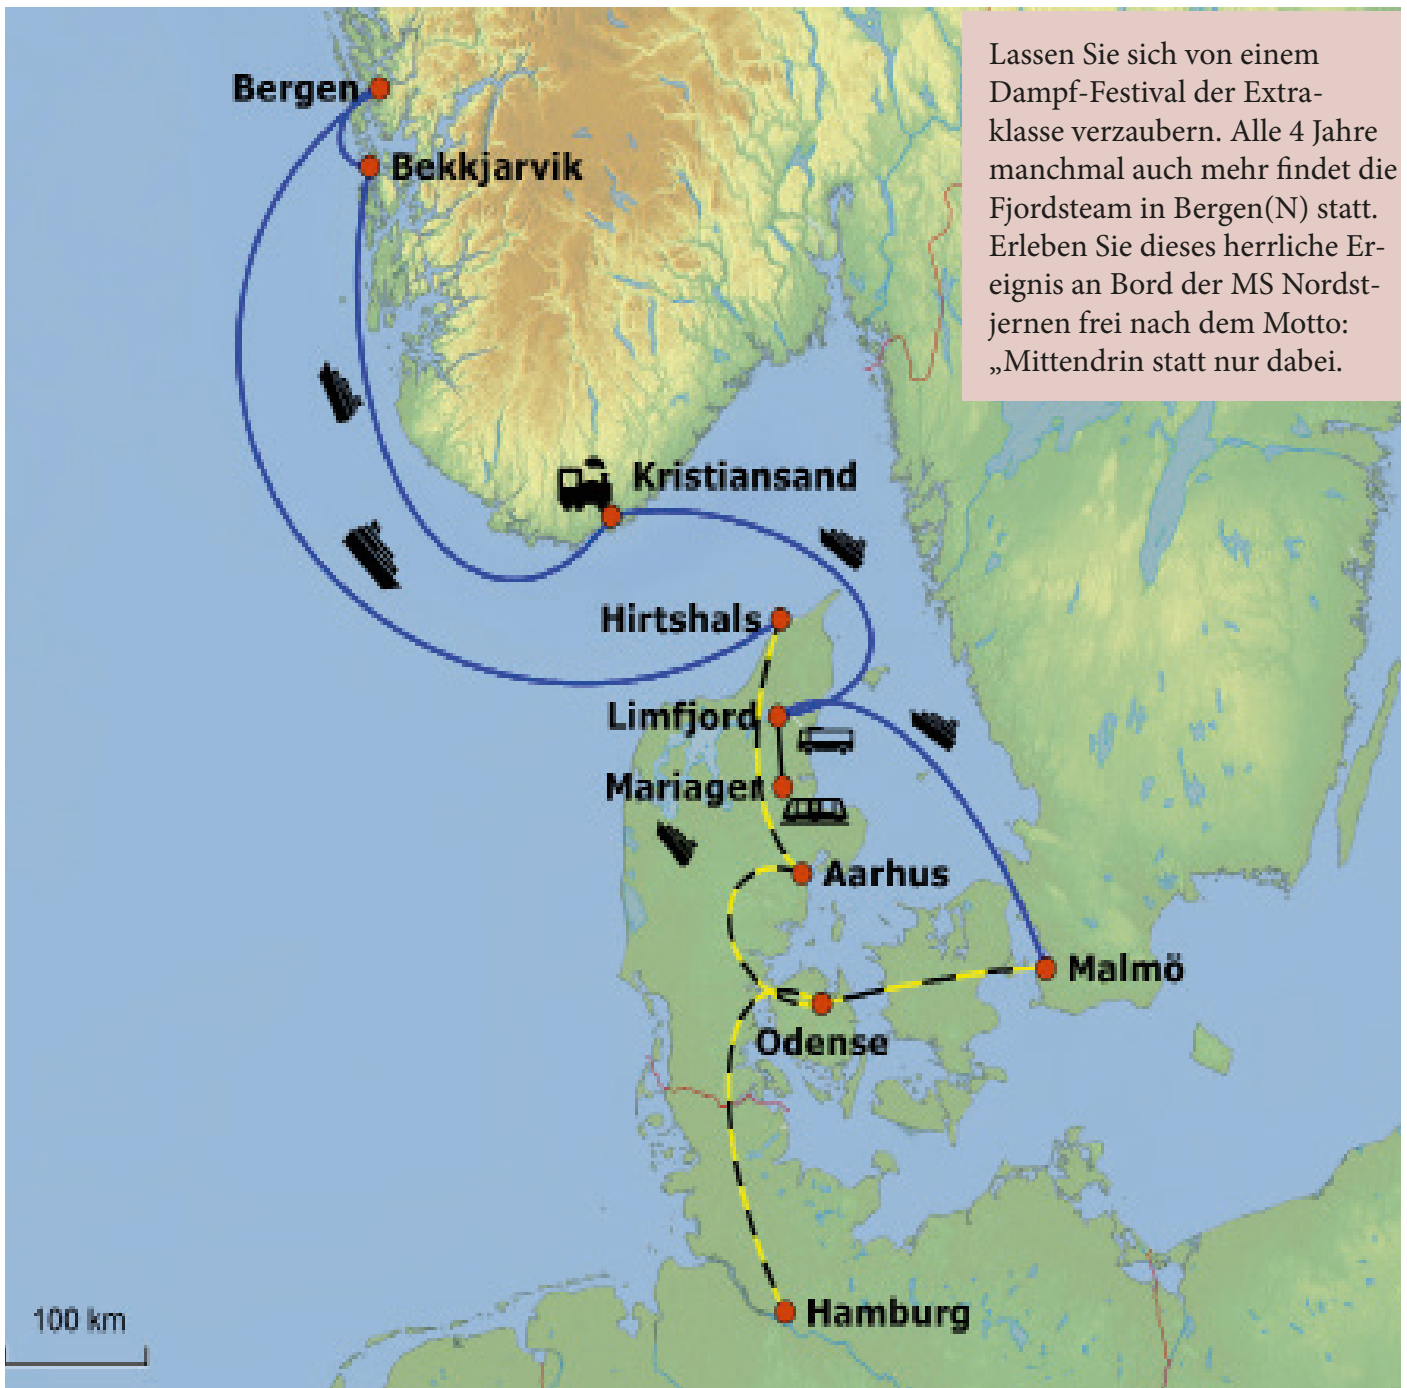 Lassen Sie sich von einem
Dampf-Festival der Extra-
klasse verzaubern. Alle 4 Jahre
manchmal auch mehr findet die
Fjordsteam in Bergen(N) statt.
Erleben Sie dieses herrliche Er-
eignis an Bord der MS Nordst-
jernen frei nach dem Motto:
„Mittendrin statt nur dabei.
Bergen
Bekkjarvik
Kristiansand
Hirtshals
Limfjord
Mariager
Aarhus
Malmö
Odense
Hamburg
100 km